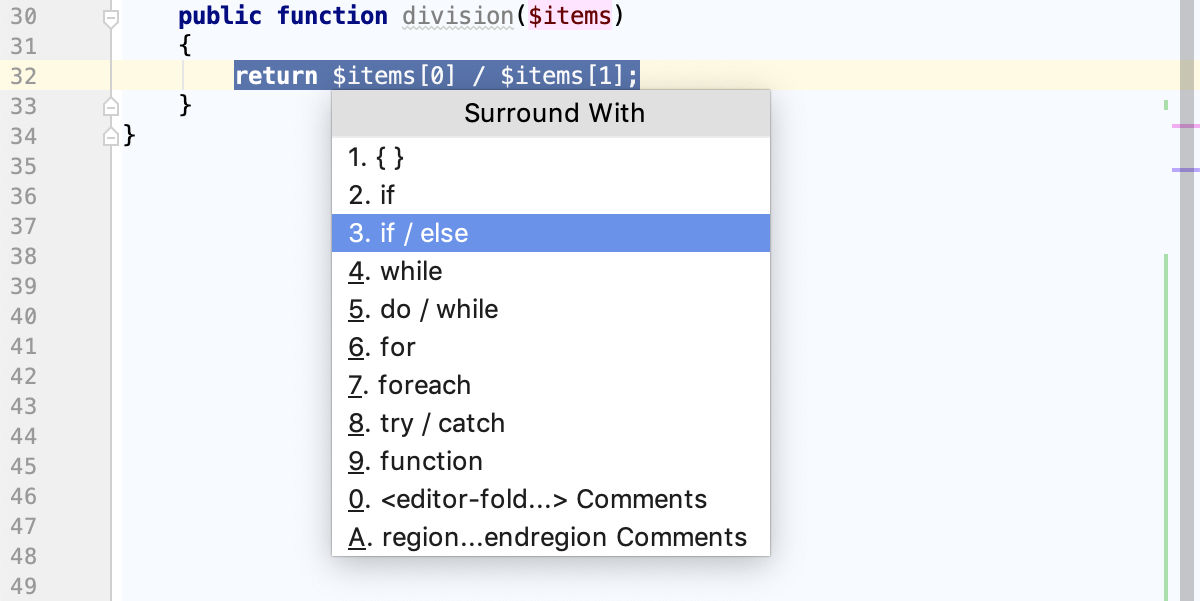 30 public function division($items)
31 {
32 return $items[0] / $items[1];
33 }
34 }
35
36
37
38
39
40
41
42
43
44
45
46
47
48
49
Surround With
1. { }
2. if
3. if / else
4. while
5. do / while
6. for
7. foreach
8. try / catch
9. function
0. <editor-fold...> Comments
A. region...endregion Comments